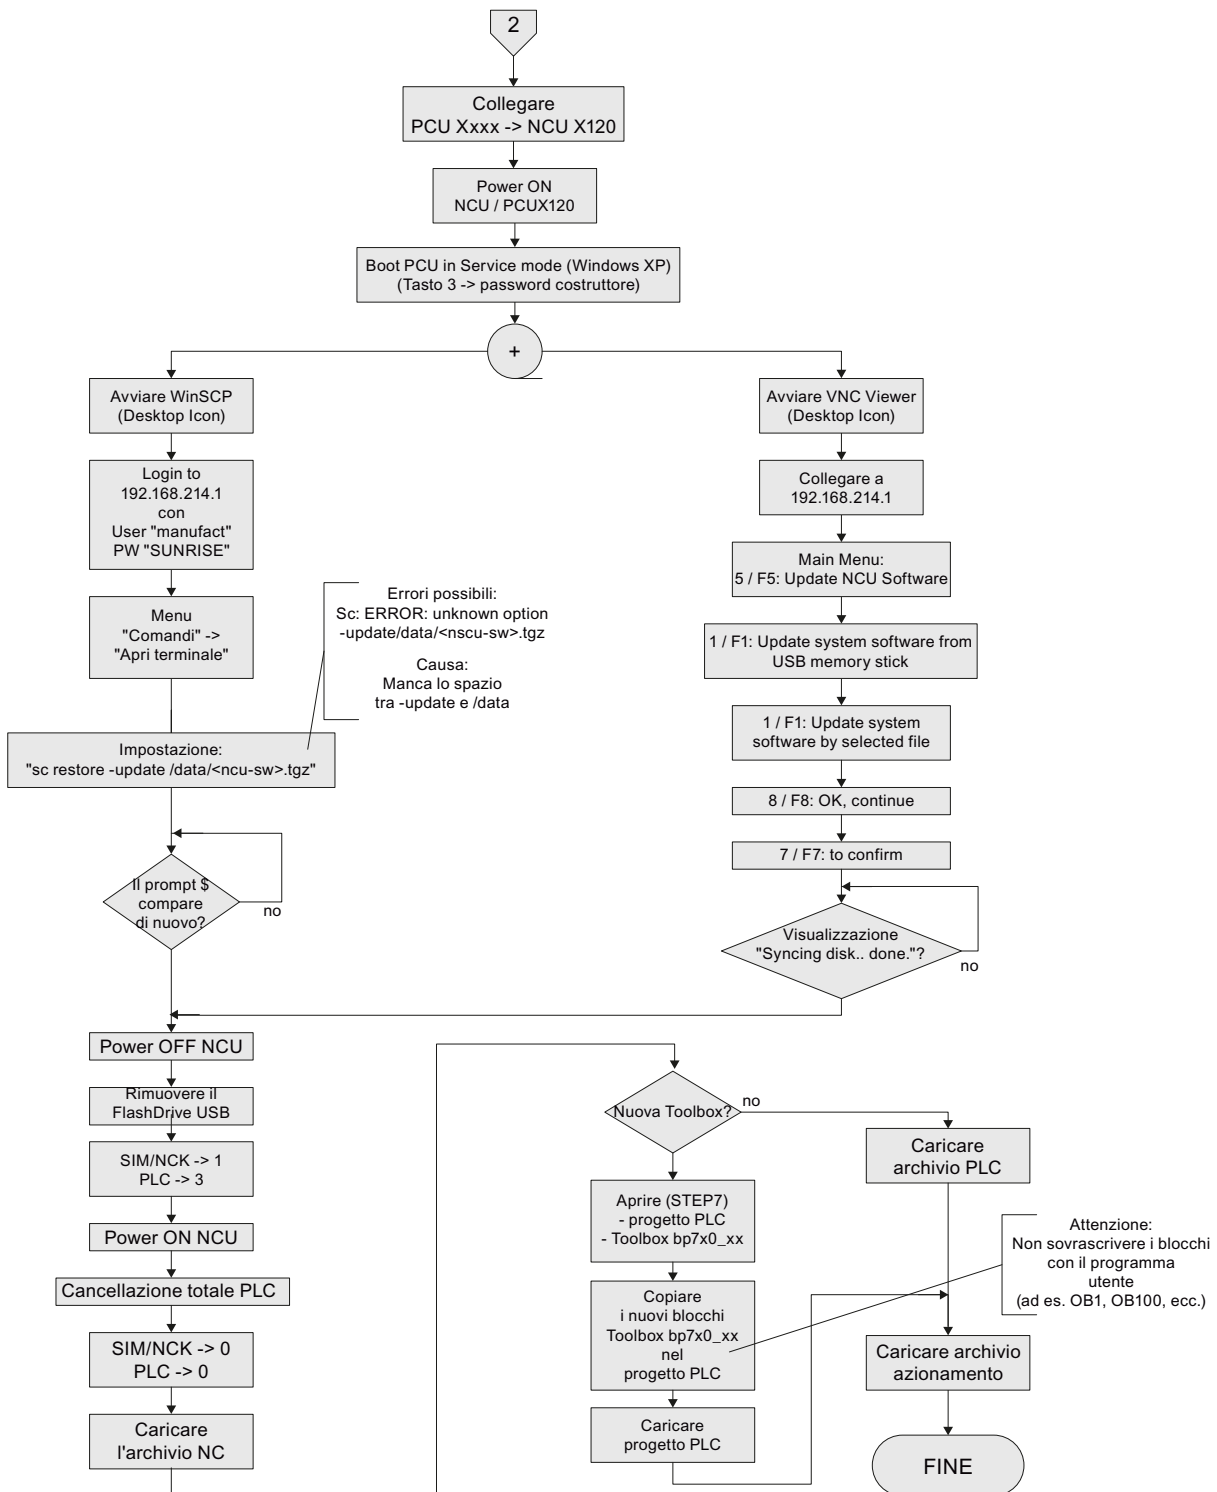 2
Collegare
PCU Xxxx -> NCU X120
Power ON
NCU / PCUX120
Boot PCU in Service mode (Windows XP)
(Tasto 3 -> password costruttore)
+
Avviare WinSCP
(Desktop Icon)
Login to
192.168.214.1
con
User "manufact"
PW "SUNRISE"
Menu
"Comandi" ->
"Apri terminale"
Errori possibili:
Sc: ERROR: unknown option
-update/data/<nscu-sw>.tgz
Causa:
Manca lo spazio
tra -update e /data
Impostazione:
"sc restore -update /data/<ncu-sw>.tgz"
Il prompt $
compare
di nuovo?
no
Avviare VNC Viewer
(Desktop Icon)
Collegare a
192.168.214.1
Main Menu:
5 / F5: Update NCU Software
1 / F1: Update system software from
USB memory stick
1 / F1: Update system
software by selected file
8 / F8: OK, continue
7 / F7: to confirm
Visualizzazione
"Syncing disk.. done."?
no
Power OFF NCU
Rimuovere il
FlashDrive USB
SIM/NCK -> 1
PLC -> 3
Power ON NCU
Cancellazione totale PLC
SIM/NCK -> 0
PLC -> 0
Caricare
l'archivio NC
Nuova Toolbox?
no
Aprire (STEP7)
- progetto PLC
- Toolbox bp7x0_xx
Copiare
i nuovi blocchi
Toolbox bp7x0_xx
nel
progetto PLC
Caricare
progetto PLC
Caricare
archivio PLC
Attenzione:
Non sovrascrivere i blocchi
con il programma
utente
(ad es. OB1, OB100, ecc.)
Caricare archivio
azionamento
FINE